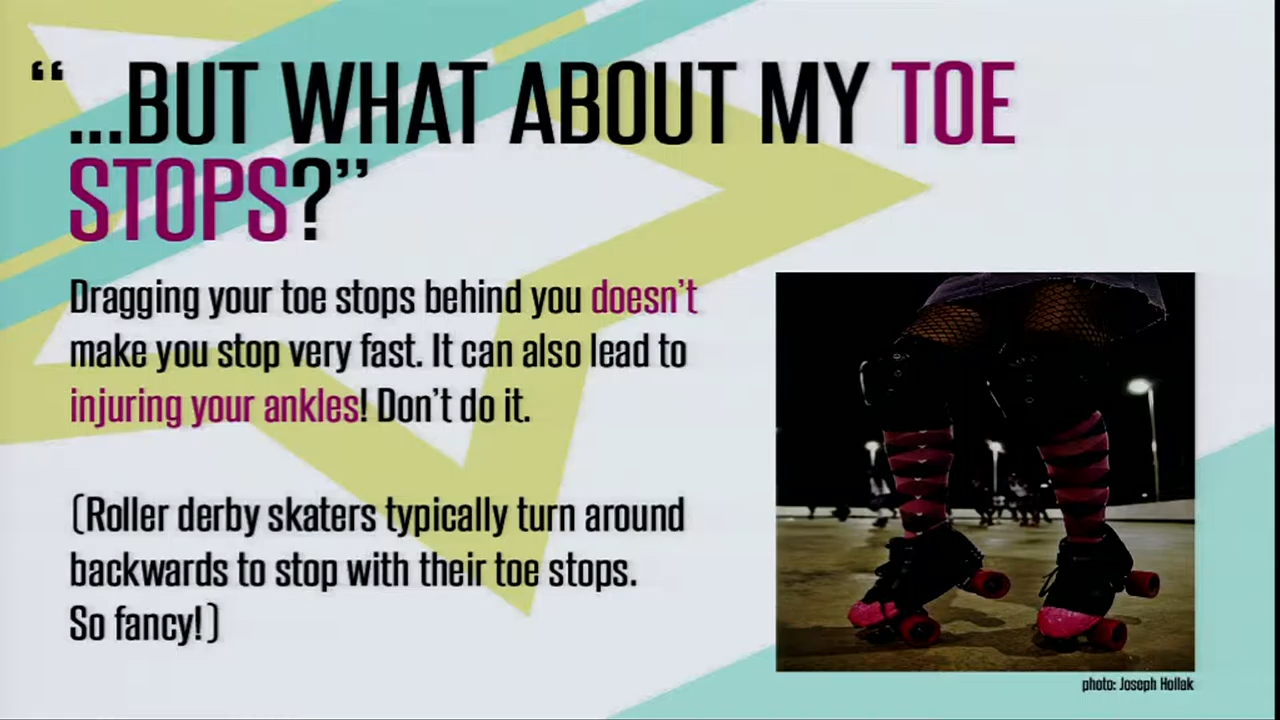 “...BUT WHAT ABOUT MY TOE
STOPS?”
Dragging your toe stops behind you doesn’t
make you stop very fast. It can also lead to
injuring your ankles! Don’t do it.
(Roller derby skaters typically turn around
backwards to stop with their toe stops.
So fancy!)
photo: Joseph Hollak